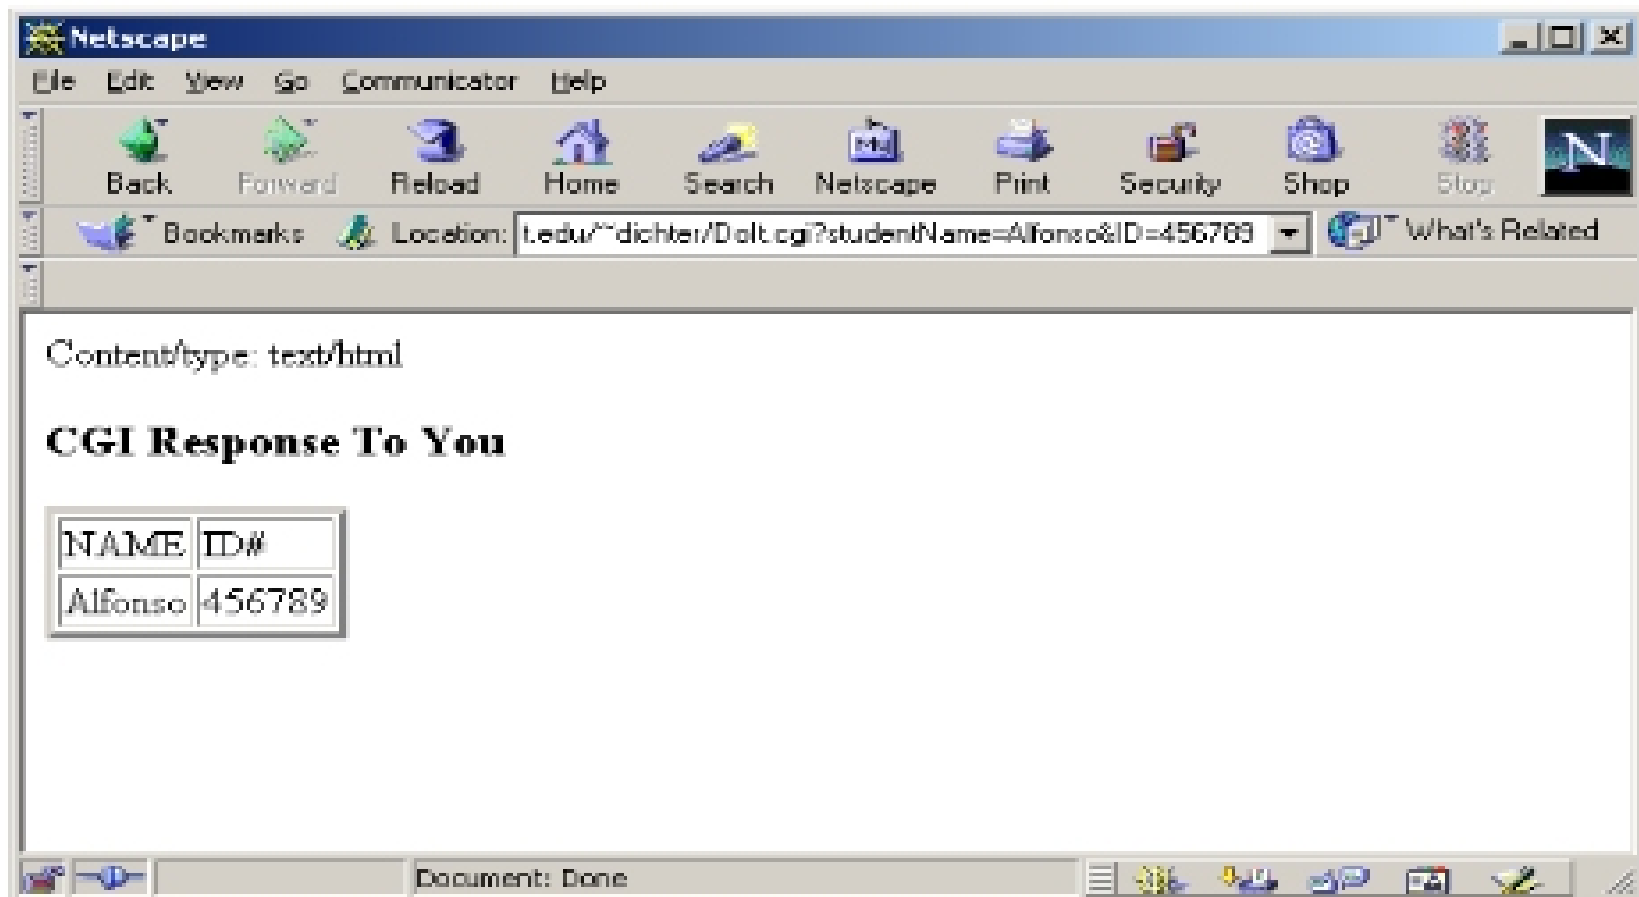 Netscape
File Edit View Go Communicator Help
Back Forward Reload Home Search Netscape Print Security Shop Stop
My
N
Bookmarks Location: t.edu/~dichter/DoIt.cgi?studentName=Alfonso&ID=456789 What's Related
Content/type: text/html
CGI Response To You
NAME ID#
Alfonso 456789
Document: Done